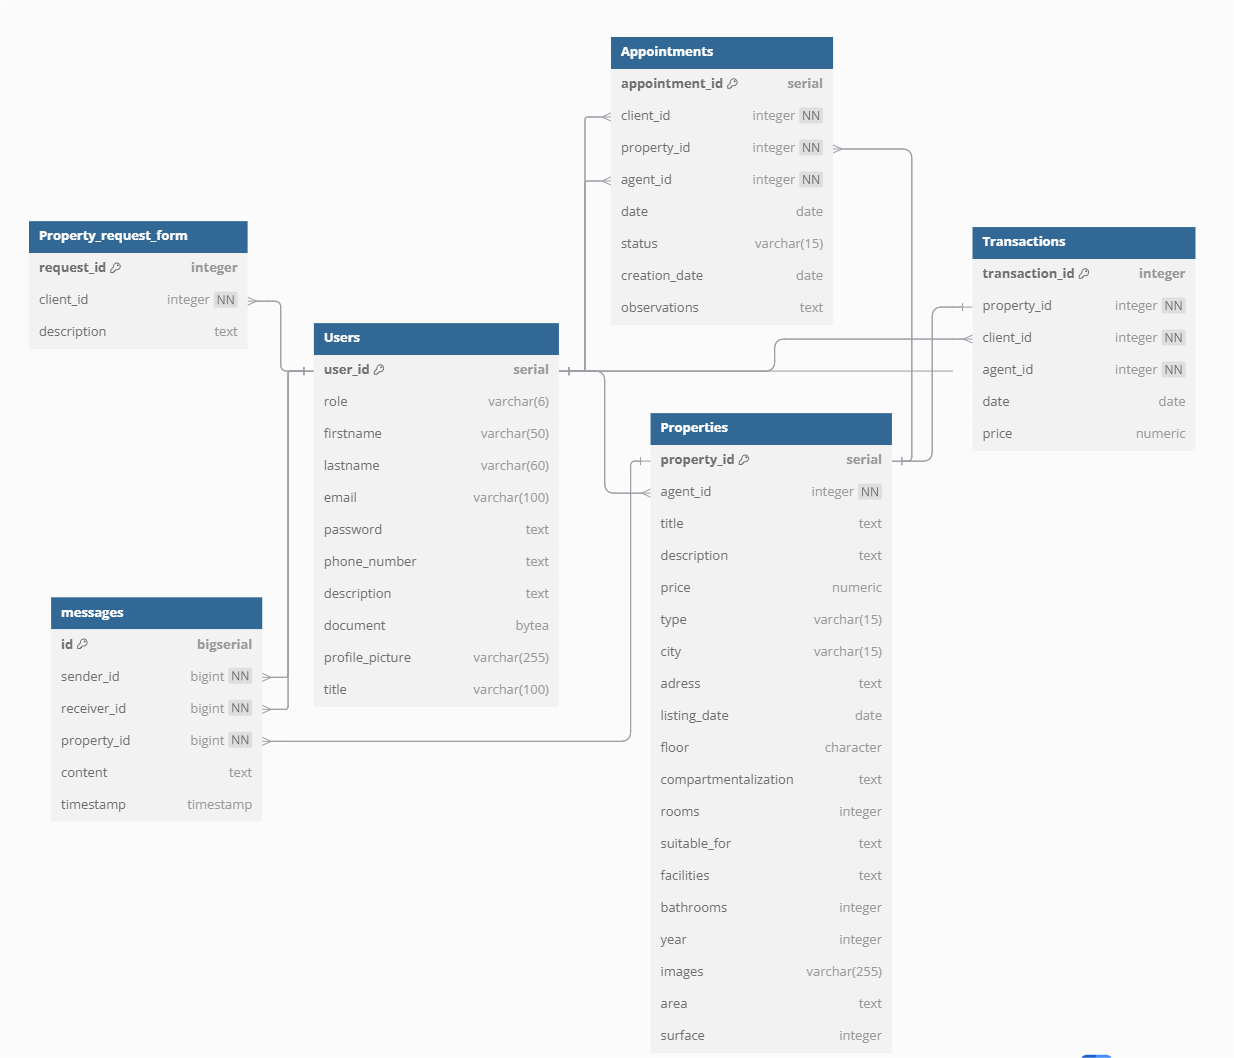 Appointments
appointment_id serial
client_id integer NN
property_id integer NN
agent_id integer NN
date date
status varchar(15)
creation_date date
observations text
Property_request_form
request_id integer
client_id integer NN
description text
Transactions
transaction_id integer
property_id integer NN
client_id integer NN
agent_id integer NN
date date
price numeric
Users
user_id serial
role varchar(6)
firstname varchar(50)
lastname varchar(60)
email varchar(100)
password text
phone_number text
description text
document bytea
profile_picture varchar(255)
title varchar(100)
Properties
property_id serial
agent_id integer NN
title text
description text
price numeric
type varchar(15)
city varchar(15)
adress text
listing_date date
floor character
compartmentalization text
rooms integer
suitable_for text
facilities text
bathrooms integer
year integer
images varchar(255)
area text
surface integer
messages
id bigserial
sender_id bigint NN
receiver_id bigint NN
property_id bigint NN
content text
timestamp timestamp